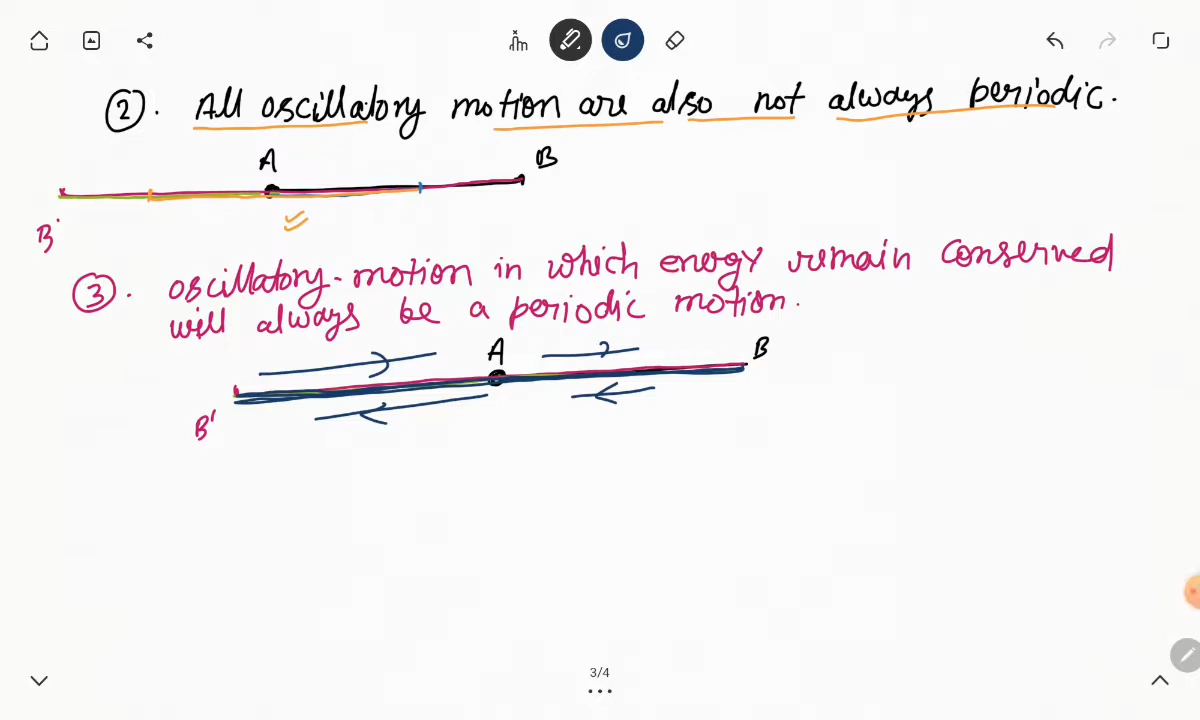 ②. All oscillatory motion are also not always periodic.
A
B
B'
③. oscillatory-motion in which energy remain conserved
will always be a periodic motion.
A
B
B'
3/4